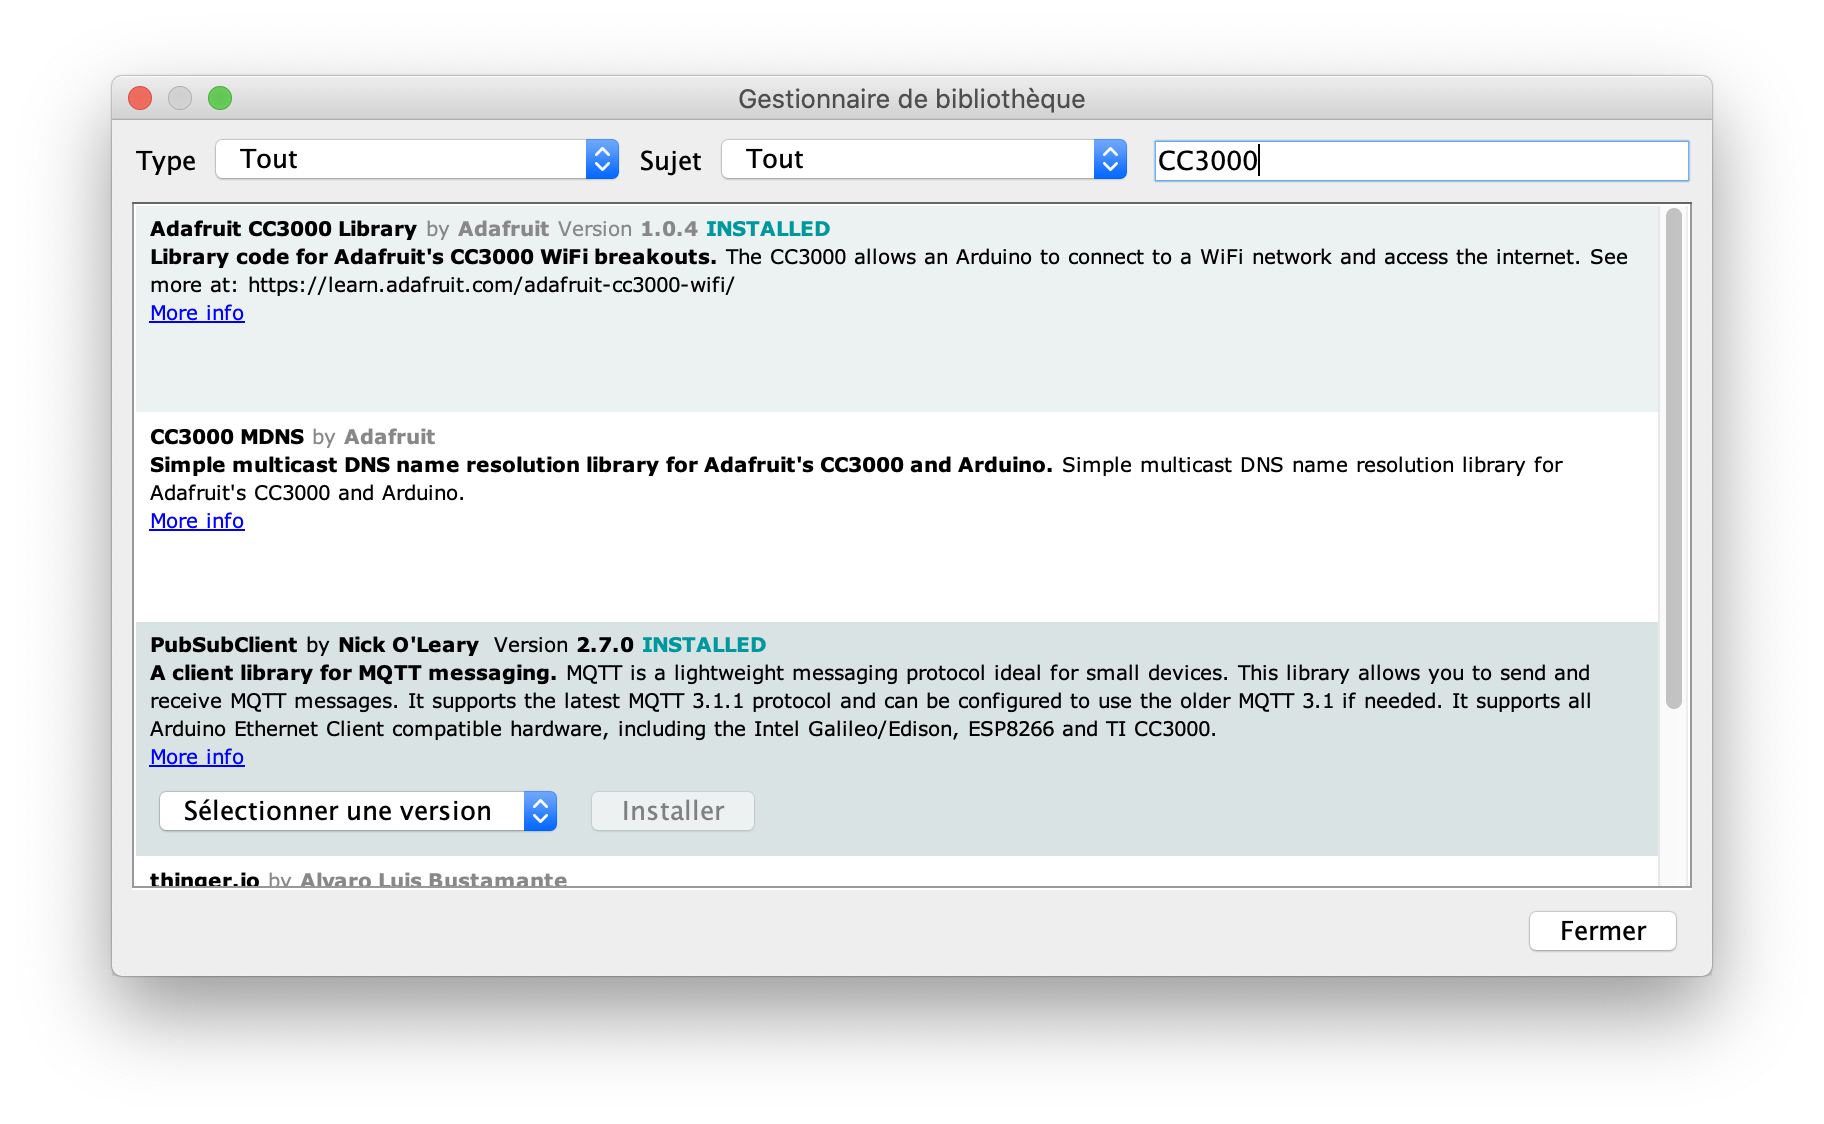 Gestionnaire de bibliothèque
Type Tout Sujet Tout CC3000
Adafruit CC3000 Library by Adafruit Version 1.0.4 INSTALLED
Library code for Adafruit's CC3000 WiFi breakouts. The CC3000 allows an Arduino to connect to a WiFi network and access the internet. See
more at: https://learn.adafruit.com/adafruit-cc3000-wifi/
More info
CC3000 MDNS by Adafruit
Simple multicast DNS name resolution library for Adafruit's CC3000 and Arduino. Simple multicast DNS name resolution library for
Adafruit's CC3000 and Arduino.
More info
PubSubClient by Nick O'Leary Version 2.7.0 INSTALLED
A client library for MQTT messaging. MQTT is a lightweight messaging protocol ideal for small devices. This library allows you to send and
receive MQTT messages. It supports the latest MQTT 3.1.1 protocol and can be configured to use the older MQTT 3.1 if needed. It supports all
Arduino Ethernet Client compatible hardware, including the Intel Galileo/Edison, ESP8266 and TI CC3000.
More info
Sélectionner une version Installer
thinger.io by Alvaro Luis Bustamante
Fermer